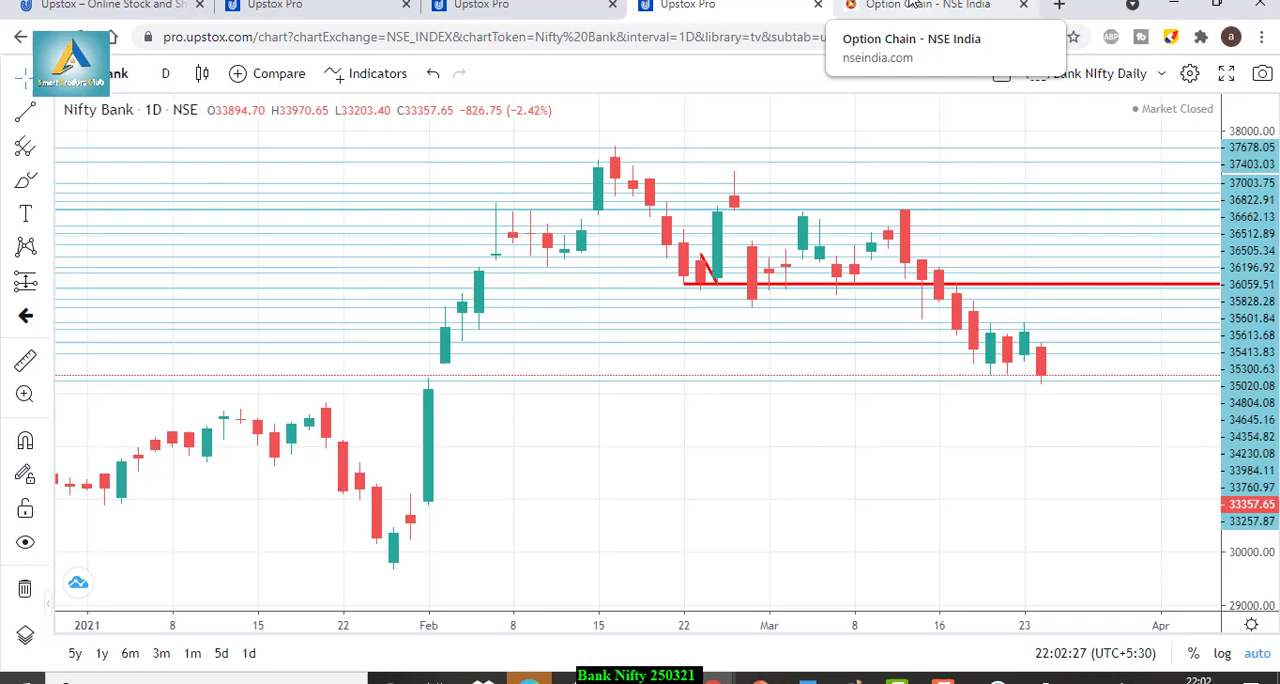 Upstox – Online Stock and Sh
Upstox Pro
Upstox Pro
Upstox Pro
Option Chain - NSE India
pro.upstox.com/chart?chartExchange=NSE_INDEX&chartToken=Nifty%20Bank&interval=1D&library=tv&subtab=
ABP
a
Option Chain - NSE India
nseindia.com
Smart Traders Club
nk
D
Compare
Indicators
Bank NIfty Daily
Nifty Bank · 1D · NSE O33894.70 H33970.65 L33203.40 C33357.65 −826.75 (−2.42%)
Market Closed
38000.00
37678.05
37403.03
37003.75
36822.91
36662.13
36512.89
36505.34
36196.92
36059.51
35828.28
35601.84
35613.68
35413.83
35300.63
35020.08
34804.08
34645.16
34354.82
34230.08
33984.11
33760.97
33357.65
33257.87
30000.00
29000.00
2021 8 15 22 Feb 8 15 22 Mar 8 16 23 Apr
5y 1y 6m 3m 1m 5d 1d
22:02:27 (UTC+5:30) % log auto
Bank Nifty 250321
22:02